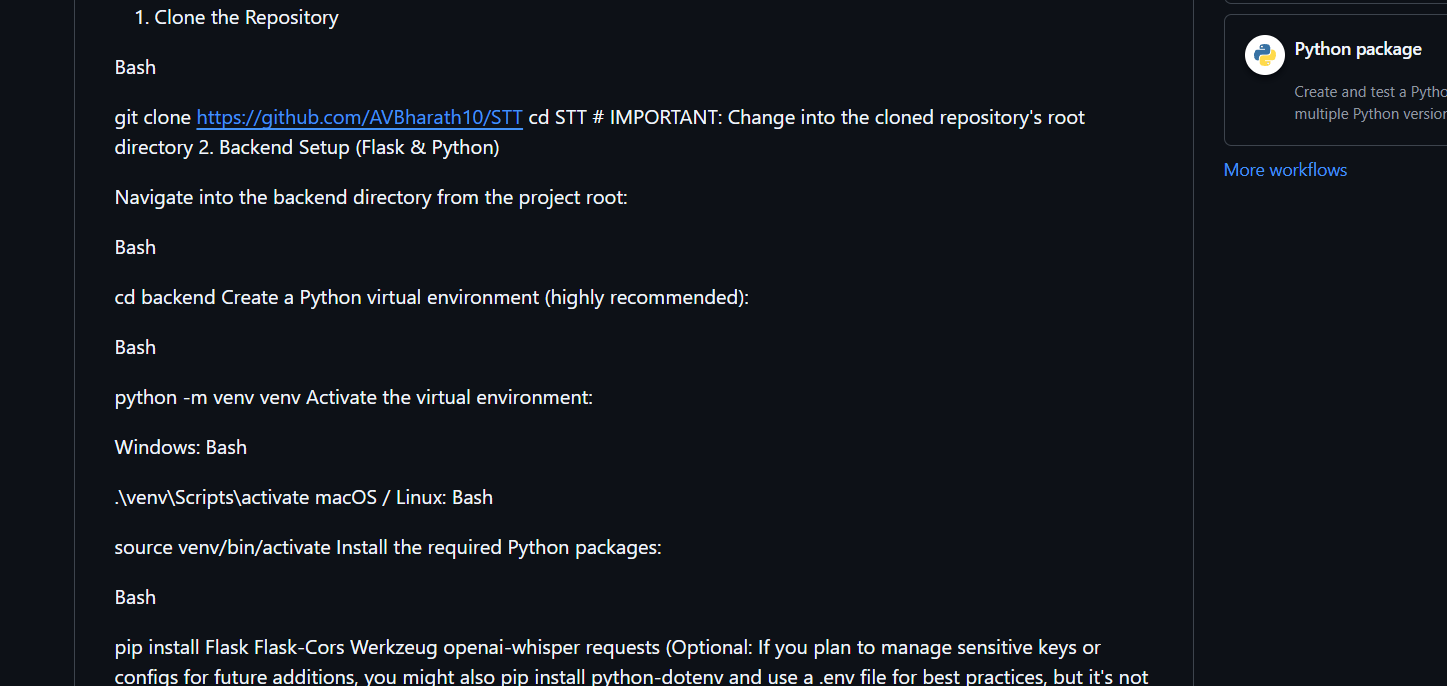 1. Clone the Repository
Bash
git clone https://github.com/AVBharath10/STT cd STT # IMPORTANT: Change into the cloned repository's root
directory 2. Backend Setup (Flask & Python)
Navigate into the backend directory from the project root:
Bash
cd backend Create a Python virtual environment (highly recommended):
Bash
python -m venv venv Activate the virtual environment:
Windows: Bash
.\venv\Scripts\activate macOS / Linux: Bash
source venv/bin/activate Install the required Python packages:
Bash
pip install Flask Flask-Cors Werkzeug openai-whisper requests (Optional: If you plan to manage sensitive keys or
configs for future additions, you might also pip install python-dotenv and use a .env file for best practices, but it's not
Python package
Create and test a Pytho
multiple Python version
More workflows